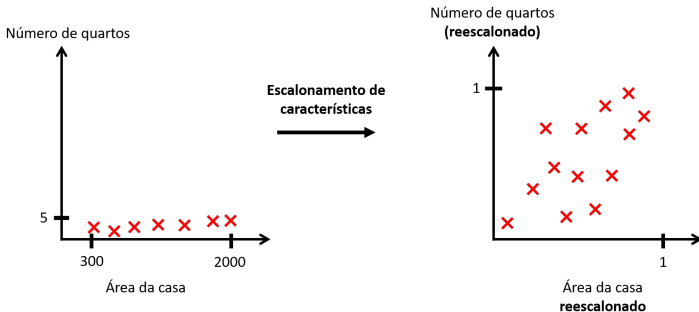 Número de quartos
5
300
2000
Área da casa
Escalonamento de
características
Número de quartos
(reescalonado)
1
1
Área da casa
reescalonado